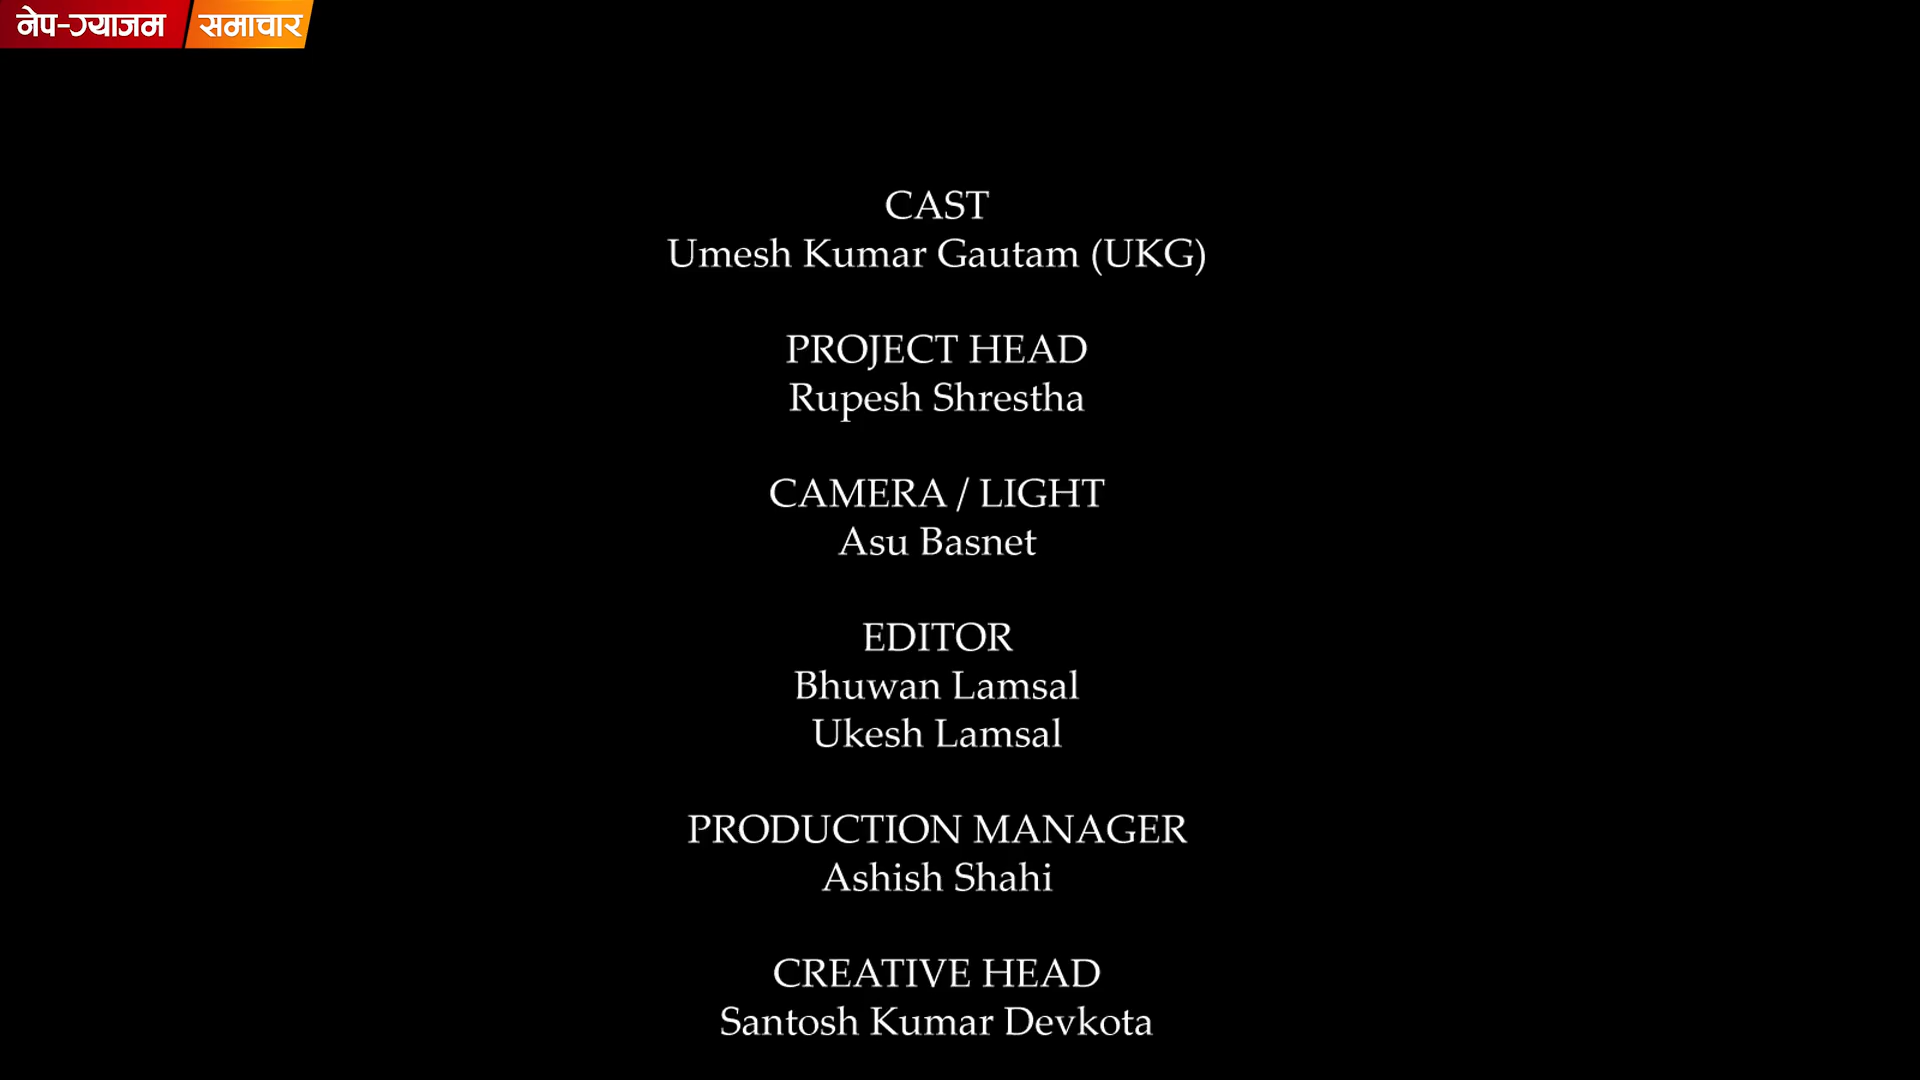 नेप-ग्याजम समाचार
CAST
Umesh Kumar Gautam (UKG)
PROJECT HEAD
Rupesh Shrestha
CAMERA / LIGHT
Asu Basnet
EDITOR
Bhuwan Lamsal
Ukesh Lamsal
PRODUCTION MANAGER
Ashish Shahi
CREATIVE HEAD
Santosh Kumar Devkota